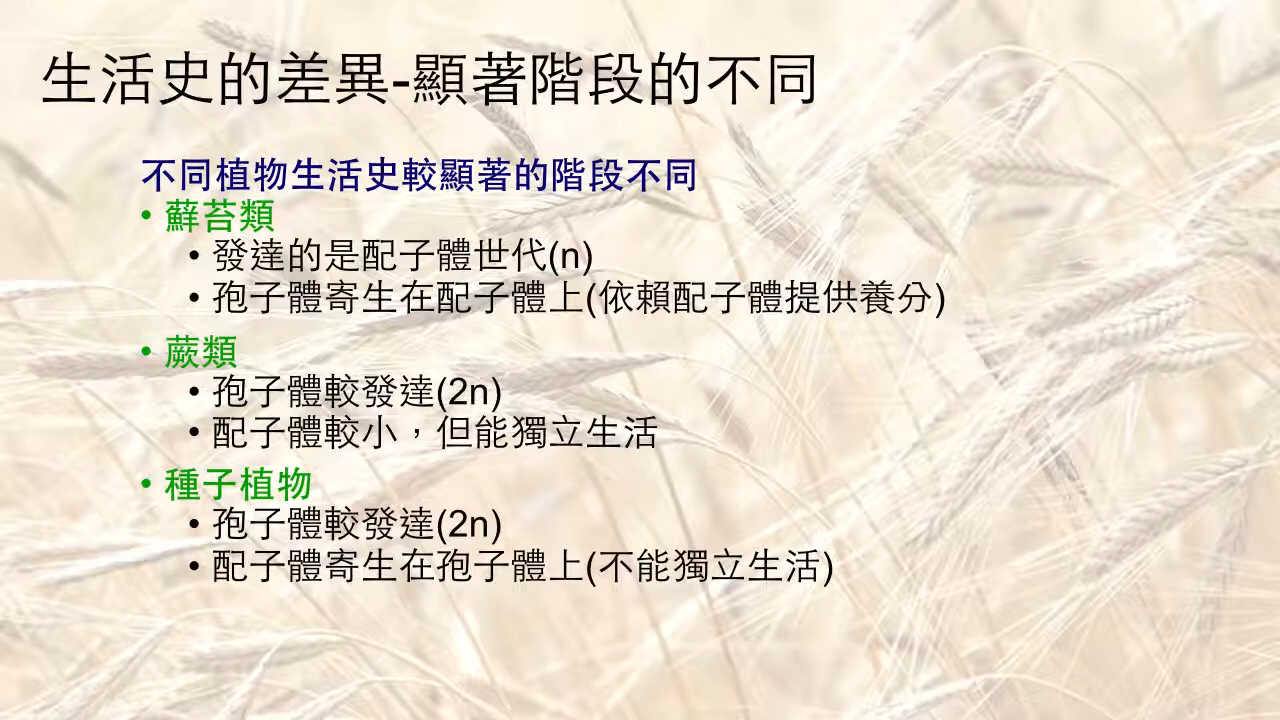 生活史的差異-顯著階段的不同
不同植物生活史較顯著的階段不同
• 蘚苔類
• 發達的是配子體世代(n)
• 孢子體寄生在配子體上(依賴配子體提供養分)
• 蕨類
• 孢子體較發達(2n)
• 配子體較小，但能獨立生活
• 種子植物
• 孢子體較發達(2n)
• 配子體寄生在孢子體上(不能獨立生活)